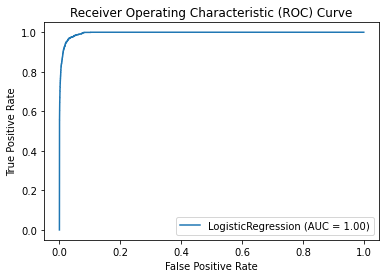 Receiver Operating Characteristic (ROC) Curve
1.0
0.8
0.6
0.4
0.2
0.0
True Positive Rate
LogisticRegression (AUC = 1.00)
0.0 0.2 0.4 0.6 0.8 1.0
False Positive Rate